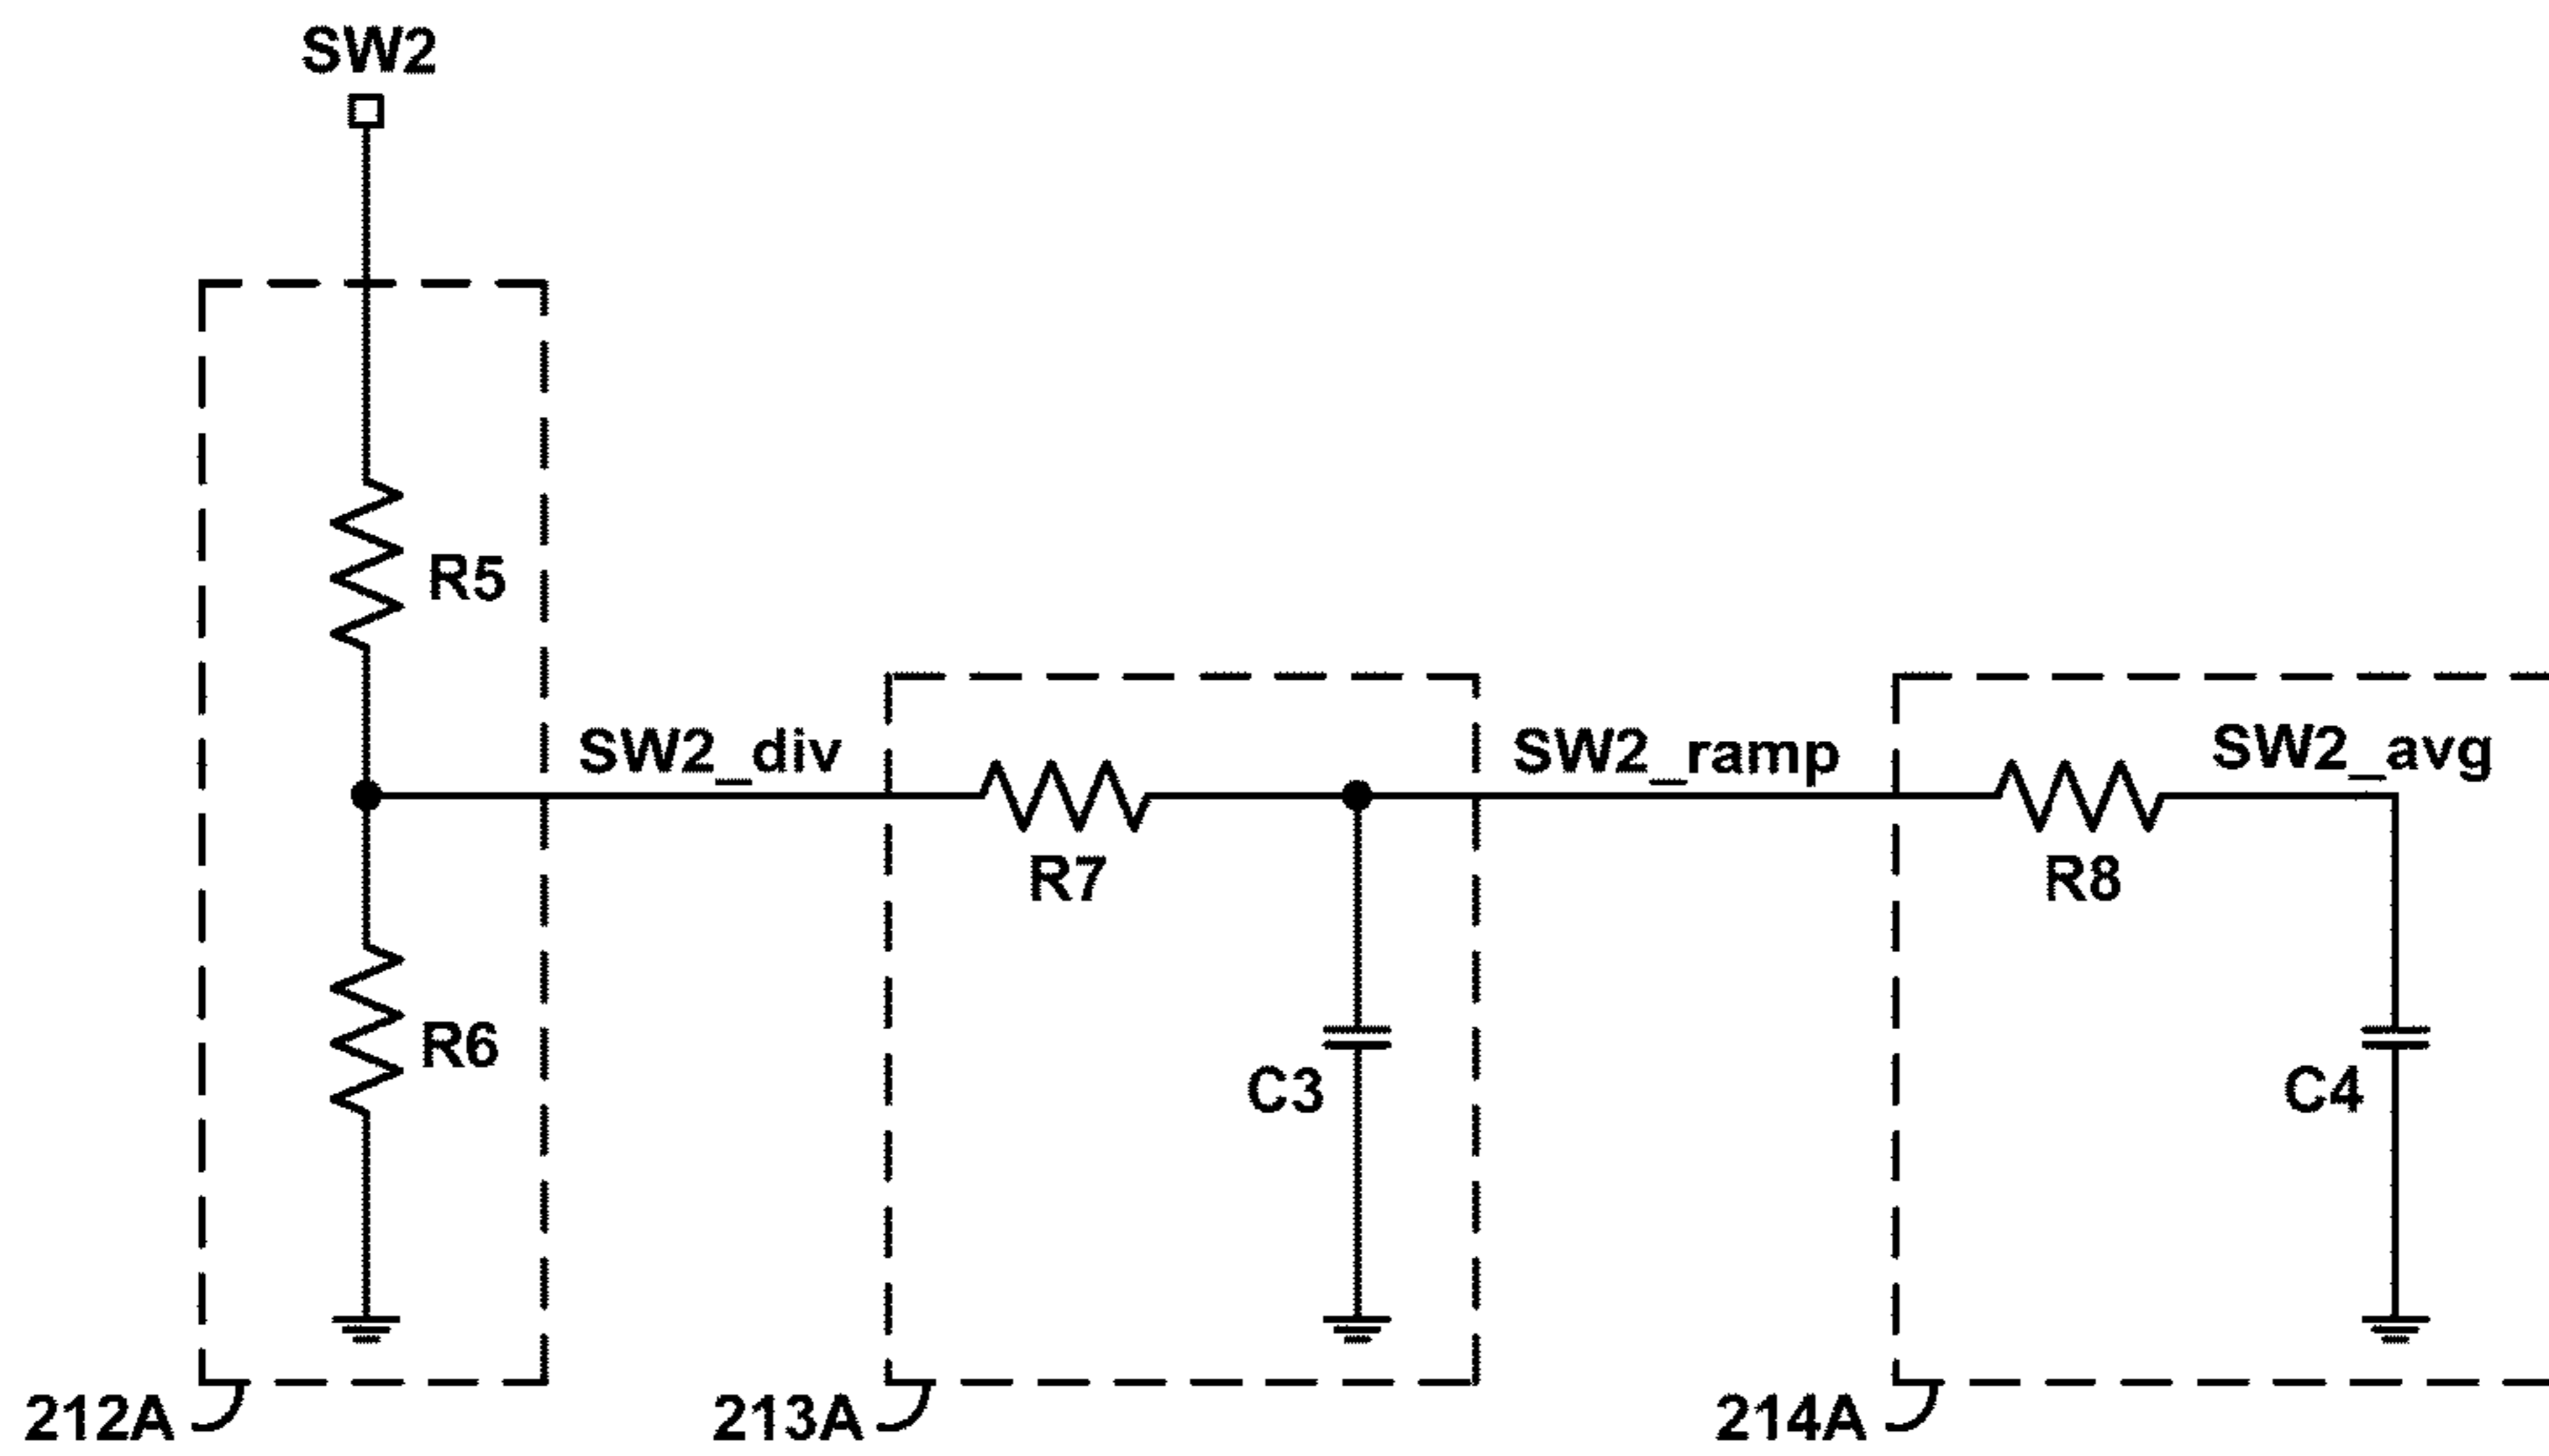 SW2
R5
SW2_div
SW2_ramp
SW2_avg
R7
R8
R6
C3
C4
212A
213A
214A